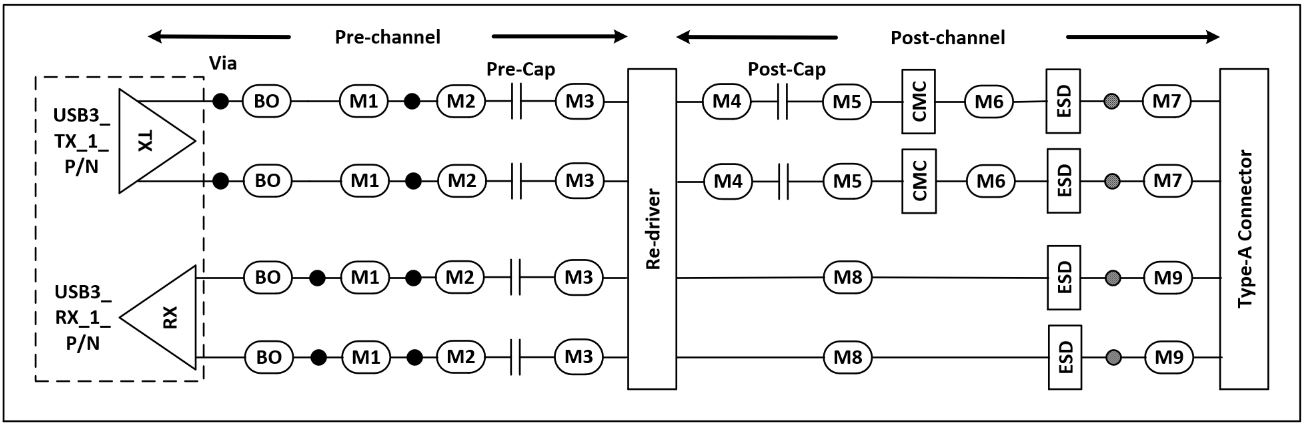 Pre-channel
Post-channel
Via
Pre-Cap
Post-Cap
USB3_
TX_1_
P/N
TX
BO
M1
M2
M3
M4
M5
CMC
M6
ESD
M7
BO
M1
M2
M3
M4
M5
CMC
M6
ESD
M7
Re-driver
Type-A Connector
USB3_
RX_1_
P/N
RX
BO
M1
M2
M3
M8
ESD
M9
BO
M1
M2
M3
M8
ESD
M9